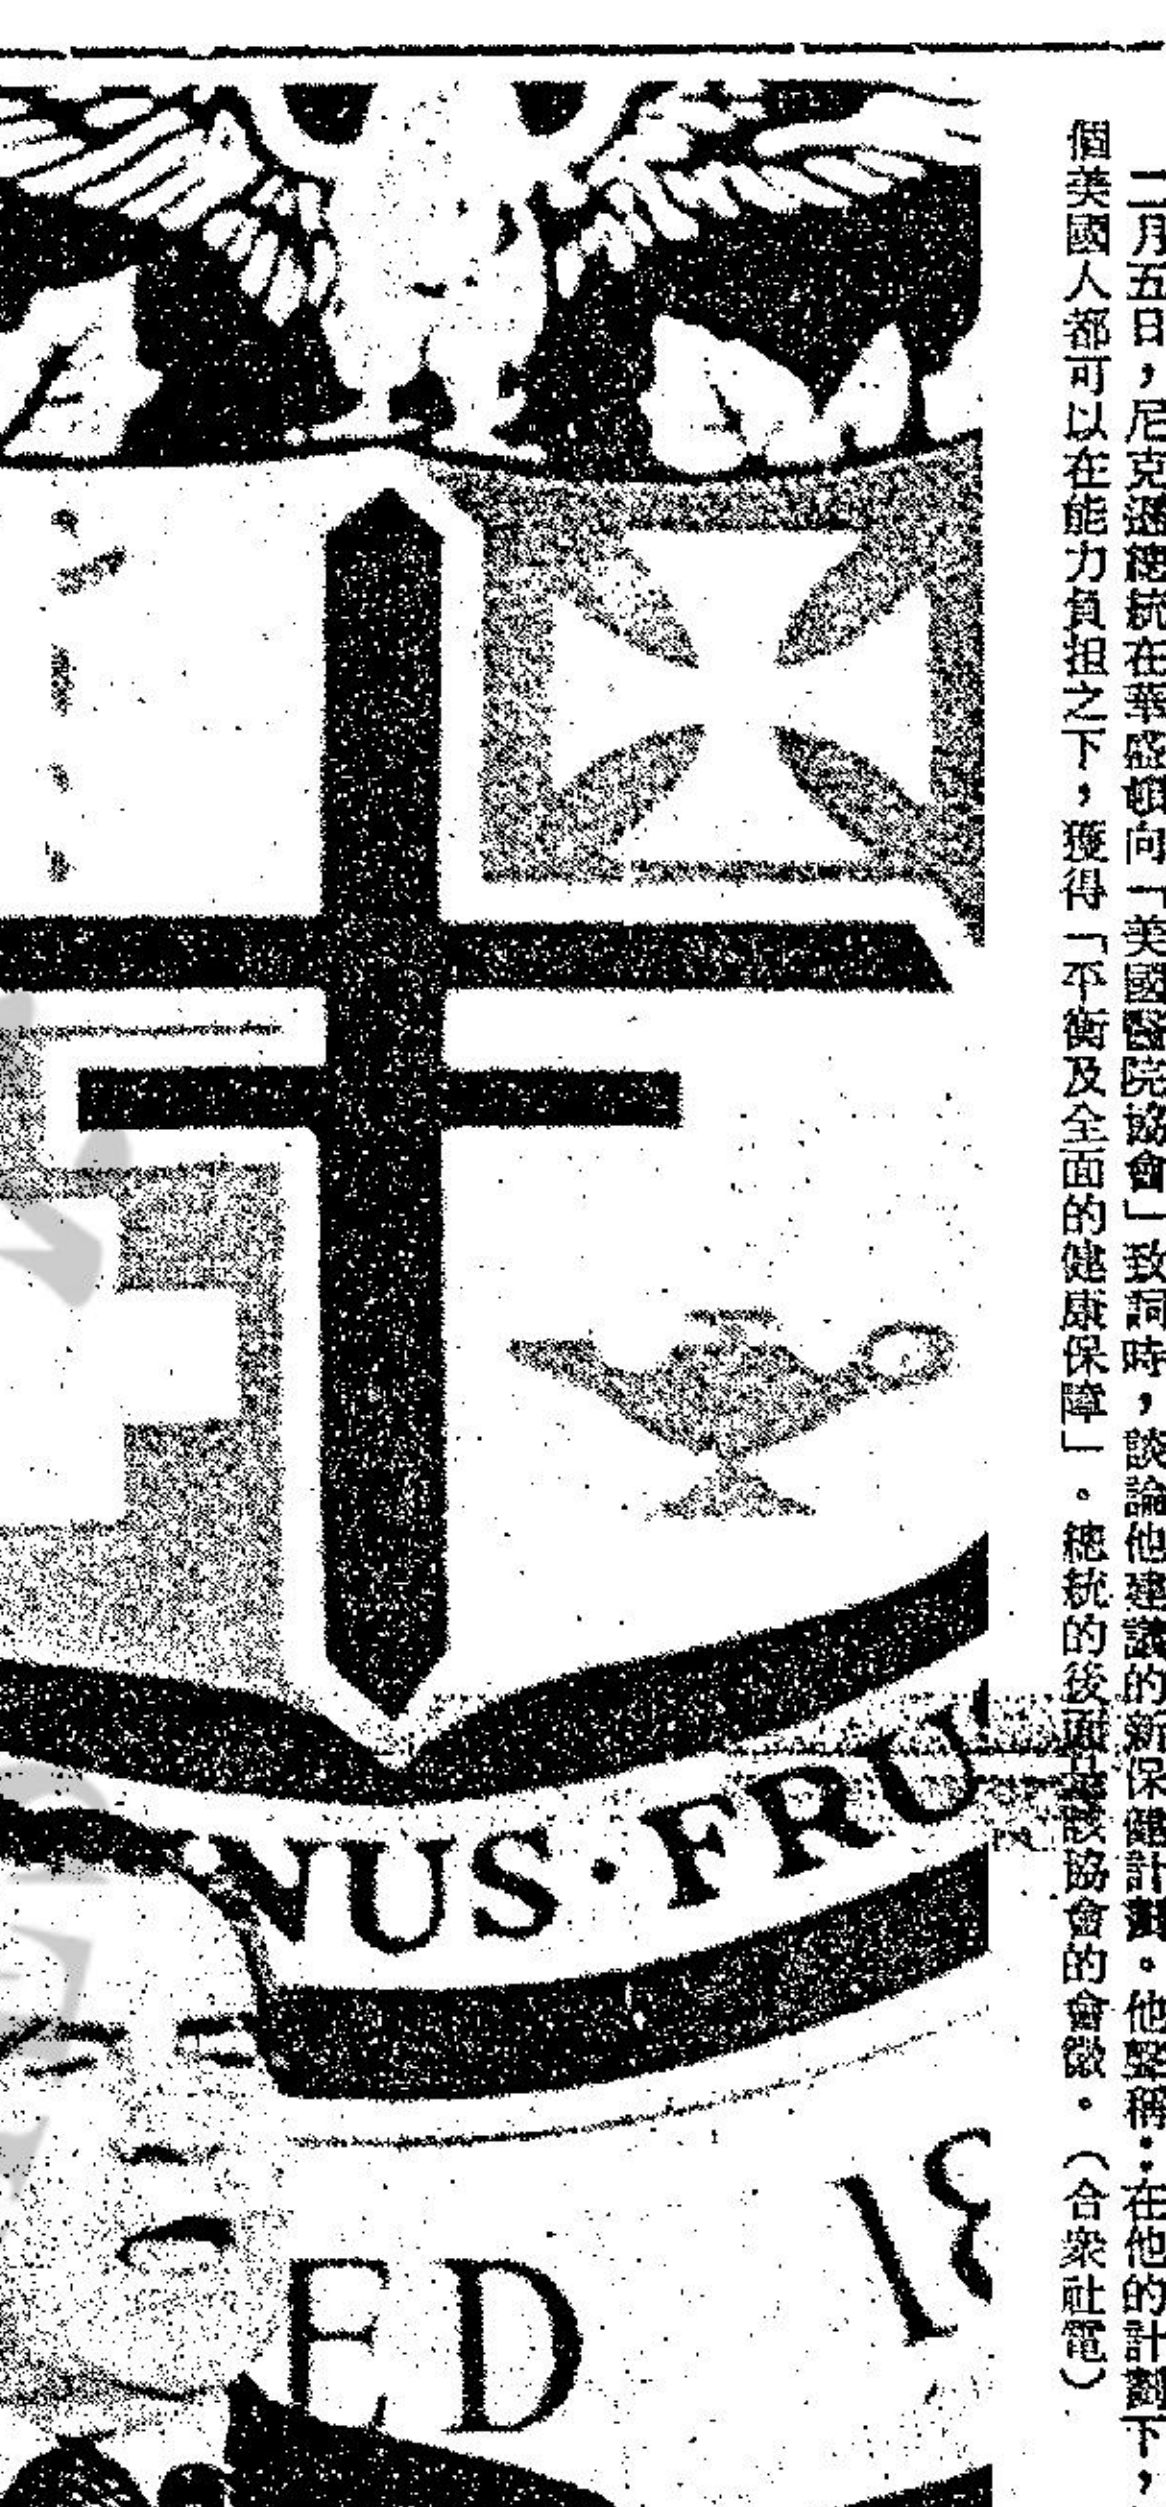 二月五日，尼克遜總統在華盛頓向「美國醫院協會」致詞時，談論他建議的新保健計劃。他堅稱：在他的計劃下，
個美國人都可以在能力負担之下，獲得「平衡及全面的健康保障」。總統的後面是該協會的會徽。（合衆社電）
NUS·FRU
ED 18